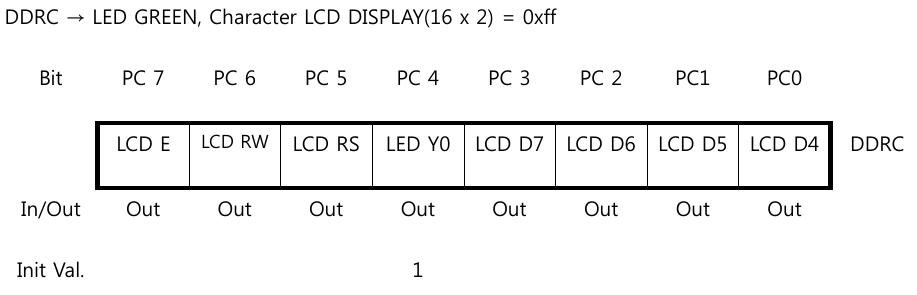 DDRC → LED GREEN, Character LCD DISPLAY(16 x 2) = 0xff
Bit PC 7 PC 6 PC 5 PC 4 PC 3 PC 2 PC1 PC0
LCD E LCD RW LCD RS LED Y0 LCD D7 LCD D6 LCD D5 LCD D4 DDRC
In/Out Out Out Out Out Out Out Out Out
Init Val. 1